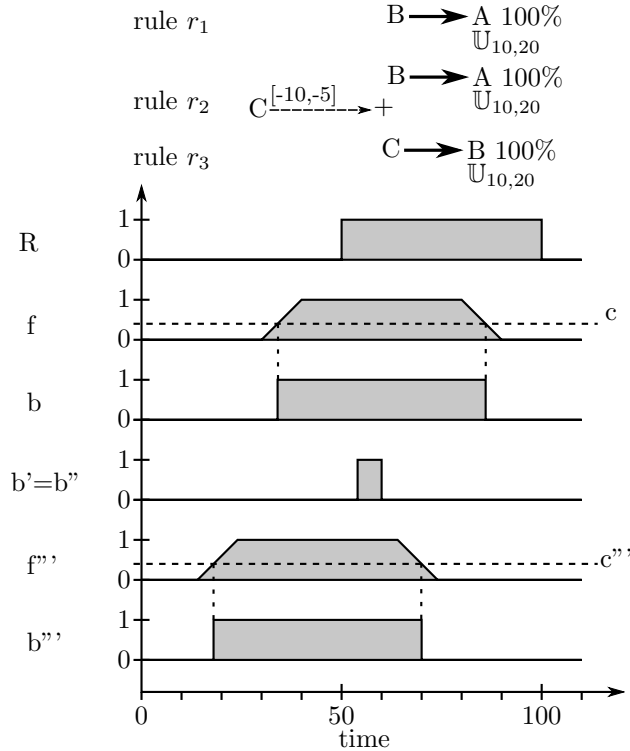 rule r1 B A 100%
𝕌10,20
rule r2 C [-10,-5] + B A 100%
𝕌10,20
rule r3 C B 100%
𝕌10,20
R 1
0
f 1 c
0
b 1
0
b'=b" 1
0
f"' 1 c"'
0
b"' 1
0
0 50 100
time